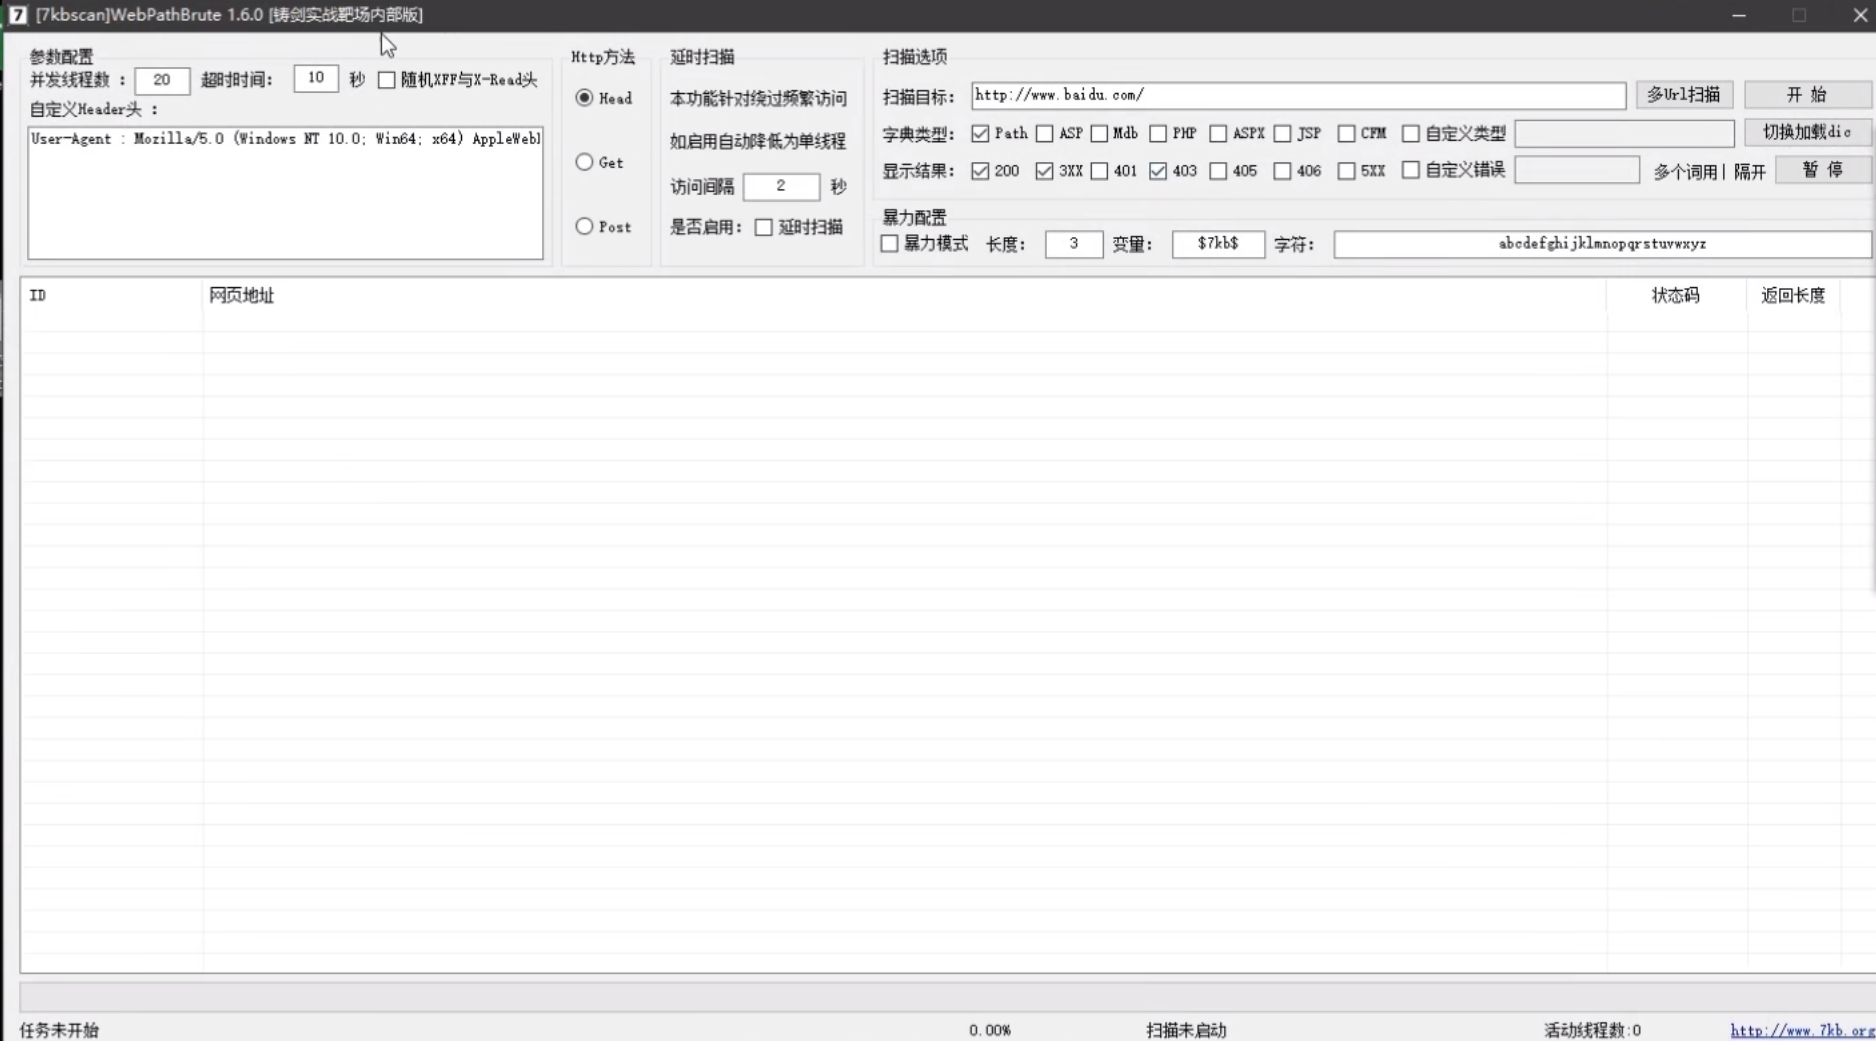 7 [7kbscan]WebPathBrute 1.6.0 [铸剑实战靶场内部版]
参数配置
并发线程数 : 20 超时时间: 10 秒 随机XFF与X-Read头
自定义Header头 :
User-Agent : Mozilla/5.0 (Windows NT 10.0; Win64; x64) AppleWebl
Http方法
Head
Get
Post
延时扫描
本功能针对绕过频繁访问
如启用自动降低为单线程
访问间隔 2 秒
是否启用: 延时扫描
扫描选项
扫描目标: http://www.baidu.com/ 多Url扫描 开 始
字典类型: Path ASP Mdb PHP ASPX JSP CFM 自定义类型 切换加载dic
显示结果: 200 3XX 401 403 405 406 5XX 自定义错误 多个词用| 隔开 暂 停
暴力配置
暴力模式 长度: 3 变量: $7kb$ 字符: abcdefghijklmnopqrstuvwxyz
ID 网页地址 状态码 返回长度
任务未开始 0.00% 扫描未启动 活动线程数:0 http://www.7kb.org